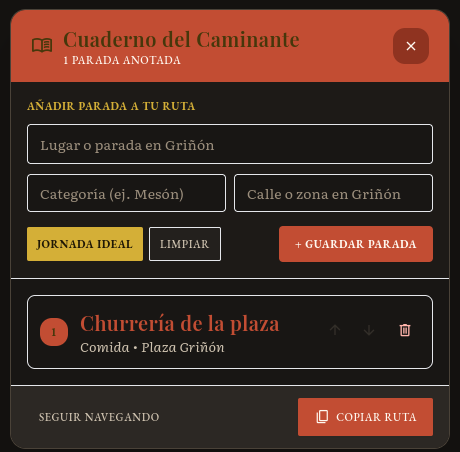 Cuaderno del Caminante
1 PARADA ANOTADA
AÑADIR PARADA A TU RUTA
Lugar o parada en Griñón
Categoría (ej. Mesón)
Calle o zona en Griñón
JORNADA IDEAL
LIMPIAR
+ GUARDAR PARADA
1
Churrería de la plaza
Comida • Plaza Griñón
SEGUIR NAVEGANDO
COPIAR RUTA